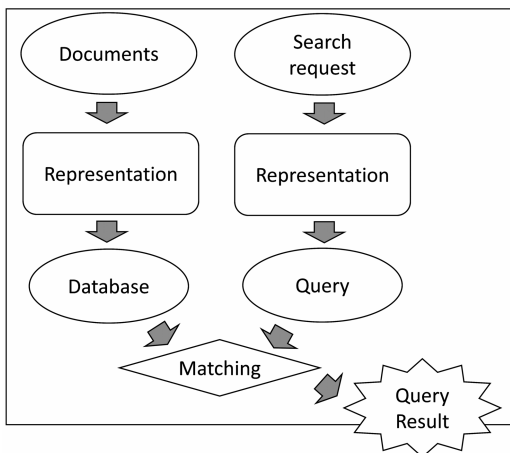 Documents
Search
request
Representation
Representation
Database
Query
Matching
Query
Result